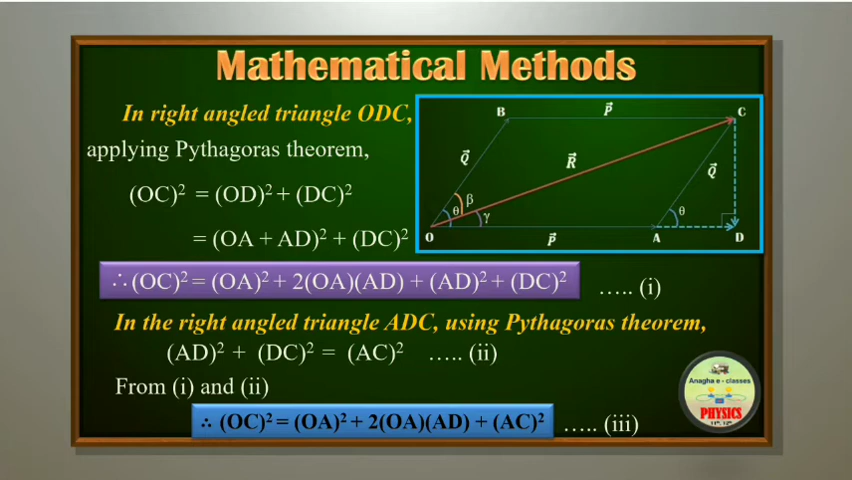 Mathematical Methods
In right angled triangle ODC,
applying Pythagoras theorem,
(OC)² = (OD)² + (DC)²
= (OA + AD)² + (DC)²
∴ (OC)² = (OA)² + 2(OA)(AD) + (AD)² + (DC)² ….. (i)
In the right angled triangle ADC, using Pythagoras theorem,
(AD)² + (DC)² = (AC)² ….. (ii)
From (i) and (ii)
∴ (OC)² = (OA)² + 2(OA)(AD) + (AC)² ….. (iii)
B P⃗ C
Q⃗ R⃗ Q⃗
β
θ γ θ
O P⃗ A D
Anagha e - classes
PHYSICS
11th, 12th